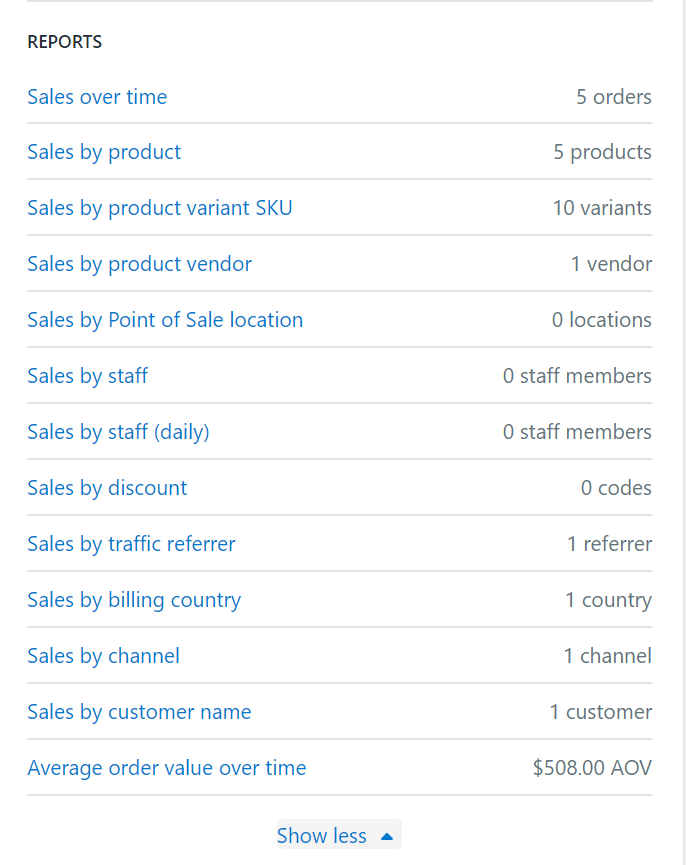 REPORTS
Sales over time 5 orders
Sales by product 5 products
Sales by product variant SKU 10 variants
Sales by product vendor 1 vendor
Sales by Point of Sale location 0 locations
Sales by staff 0 staff members
Sales by staff (daily) 0 staff members
Sales by discount 0 codes
Sales by traffic referrer 1 referrer
Sales by billing country 1 country
Sales by channel 1 channel
Sales by customer name 1 customer
Average order value over time $508.00 AOV
Show less